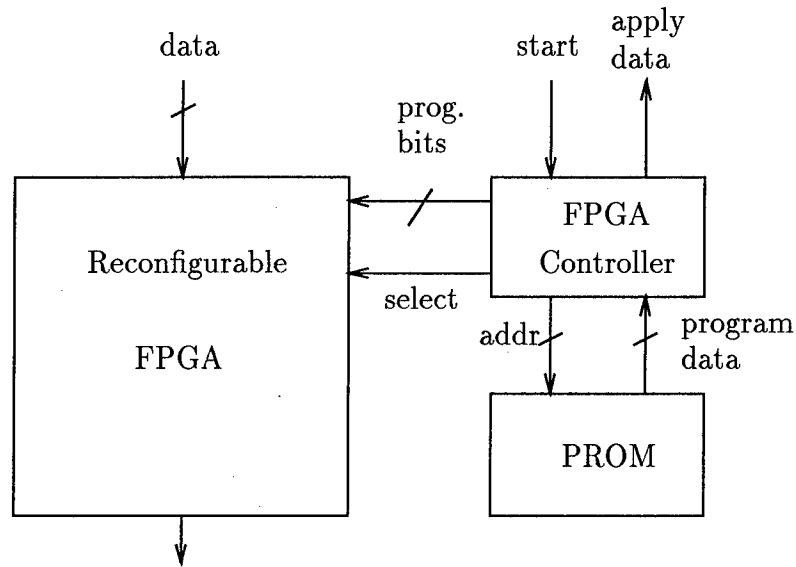 data
start
apply
data
prog.
bits
FPGA
Controller
Reconfigurable
FPGA
select
addr
program
data
PROM